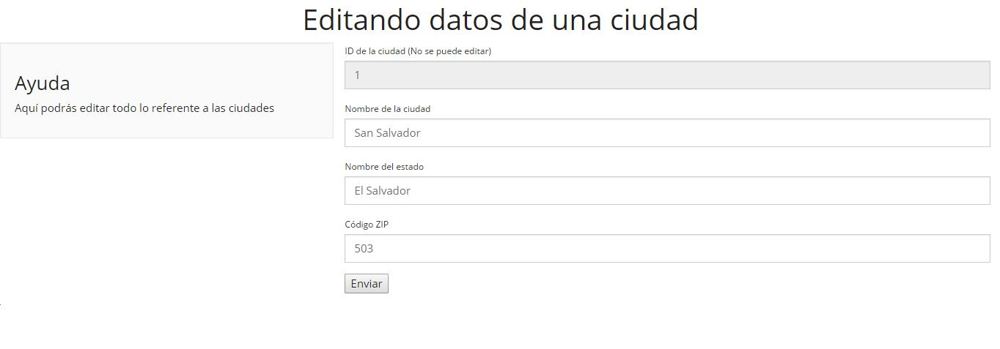 Editando datos de una ciudad
Ayuda
Aquí podrás editar todo lo referente a las ciudades
ID de la ciudad (No se puede editar)
1
Nombre de la ciudad
San Salvador
Nombre del estado
El Salvador
Código ZIP
503
Enviar